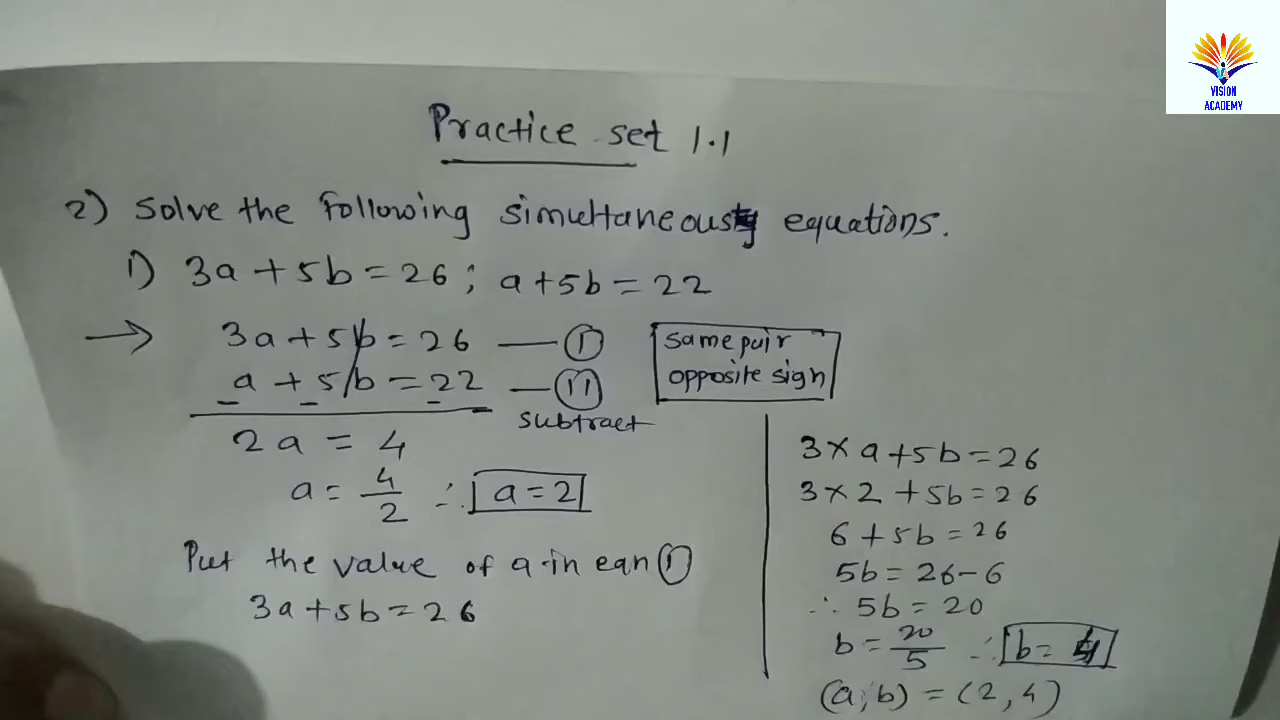 VISION
ACADEMY
Practice set 1.1
2) Solve the following simultaneous equations.
1) 3a + 5b = 26 ; a + 5b = 22
→ 3a + 5b = 26 — (I)
a + 5b = 22 — (II)
- - -
subtract
same pair
opposite sign
2a = 4
a = 4/2 ∴ a = 2
Put the value of a in eqn (I)
3a + 5b = 26
3 × a + 5b = 26
3 × 2 + 5b = 26
6 + 5b = 26
5b = 26 - 6
∴ 5b = 20
b = 20/5 ∴ b = 4
(a, b) = (2, 4)